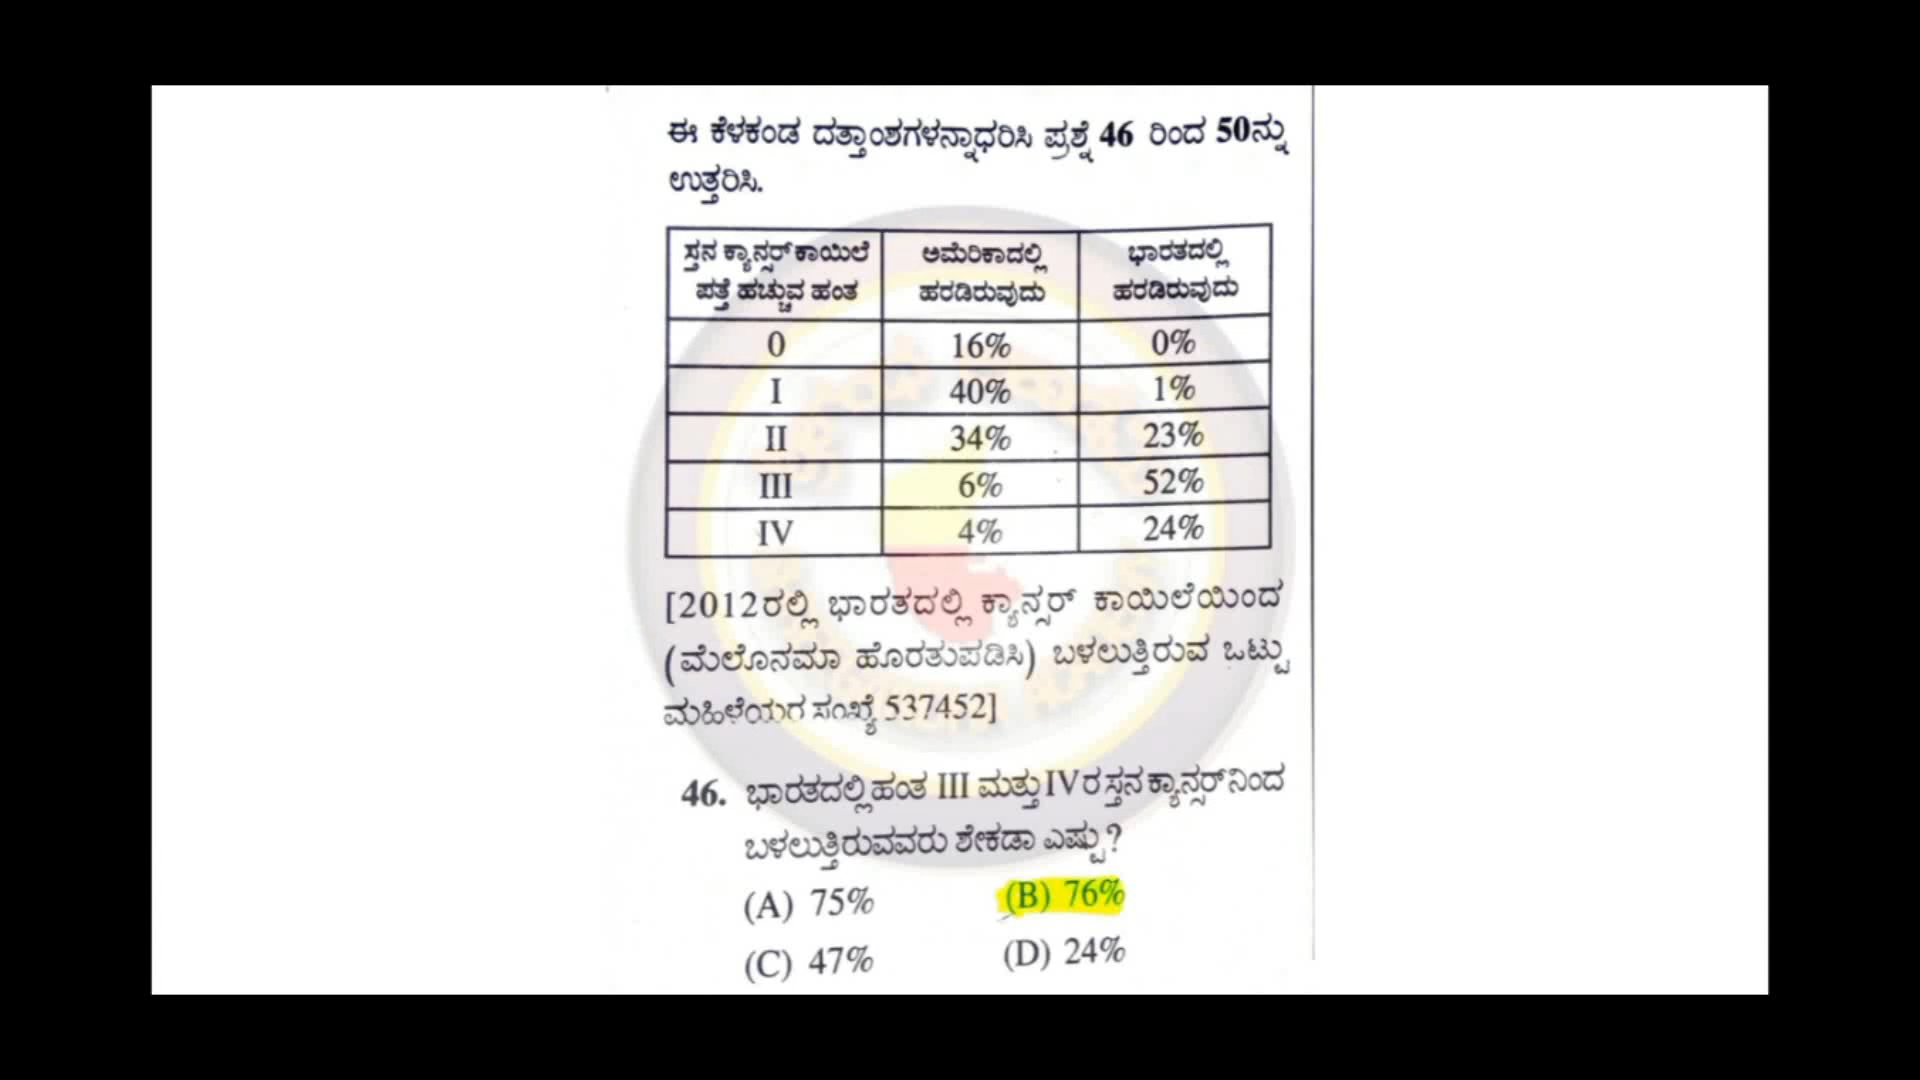 ಈ ಕೆಳಕಂಡ ದತ್ತಾಂಶಗಳನ್ನಾಧರಿಸಿ ಪ್ರಶ್ನೆ 46 ರಿಂದ 50ನ್ನು
ಉತ್ತರಿಸಿ.
ಸ್ತನ ಕ್ಯಾನ್ಸರ್ ಕಾಯಿಲೆ ಅಮೆರಿಕಾದಲ್ಲಿ ಭಾರತದಲ್ಲಿ
ಪತ್ತೆ ಹಚ್ಚುವ ಹಂತ ಹರಡಿರುವುದು ಹರಡಿರುವುದು
0 16% 0%
I 40% 1%
II 34% 23%
III 6% 52%
IV 4% 24%
[2012ರಲ್ಲಿ ಭಾರತದಲ್ಲಿ ಕ್ಯಾನ್ಸರ್ ಕಾಯಿಲೆಯಿಂದ
(ಮೆಲೊನಮಾ ಹೊರತುಪಡಿಸಿ) ಬಳಲುತ್ತಿರುವ ಒಟ್ಟು
ಮಹಿಳೆಯರ ಸಂಖ್ಯೆ 537452]
46. ಭಾರತದಲ್ಲಿ ಹಂತ III ಮತ್ತು IV ರ ಸ್ತನ ಕ್ಯಾನ್ಸರ್‌ನಿಂದ
ಬಳಲುತ್ತಿರುವವರು ಶೇಕಡಾ ಎಷ್ಟು?
(A) 75% (B) 76%
(C) 47% (D) 24%